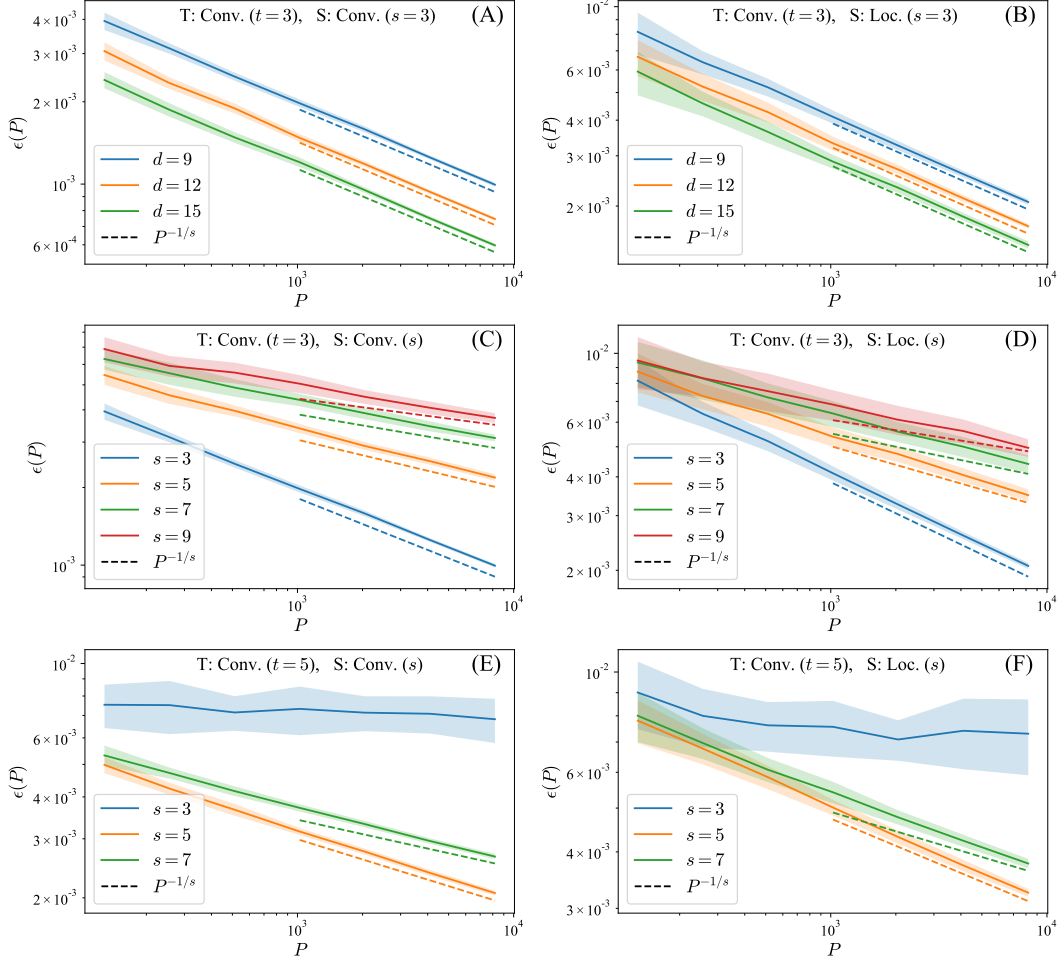 T: Conv. (t = 3), S: Conv. (s = 3) (A)
4 × 10⁻³
3 × 10⁻³
2 × 10⁻³
10⁻³
6 × 10⁻⁴
ϵ(P)
d = 9
d = 12
d = 15
P^{-1/s}
10³
10⁴
P
T: Conv. (t = 3), S: Loc. (s = 3) (B)
10⁻²
6 × 10⁻³
4 × 10⁻³
3 × 10⁻³
2 × 10⁻³
ϵ(P)
d = 9
d = 12
d = 15
P^{-1/s}
10³
10⁴
P
T: Conv. (t = 3), S: Conv. (s) (C)
10⁻³
ϵ(P)
s = 3
s = 5
s = 7
s = 9
P^{-1/s}
10³
10⁴
P
T: Conv. (t = 3), S: Loc. (s) (D)
10⁻²
6 × 10⁻³
4 × 10⁻³
3 × 10⁻³
2 × 10⁻³
ϵ(P)
s = 3
s = 5
s = 7
s = 9
P^{-1/s}
10³
10⁴
P
T: Conv. (t = 5), S: Conv. (s) (E)
10⁻²
6 × 10⁻³
4 × 10⁻³
3 × 10⁻³
2 × 10⁻³
ϵ(P)
s = 3
s = 5
s = 7
P^{-1/s}
10³
10⁴
P
T: Conv. (t = 5), S: Loc. (s) (F)
10⁻²
6 × 10⁻³
4 × 10⁻³
3 × 10⁻³
ϵ(P)
s = 3
s = 5
s = 7
P^{-1/s}
10³
10⁴
P